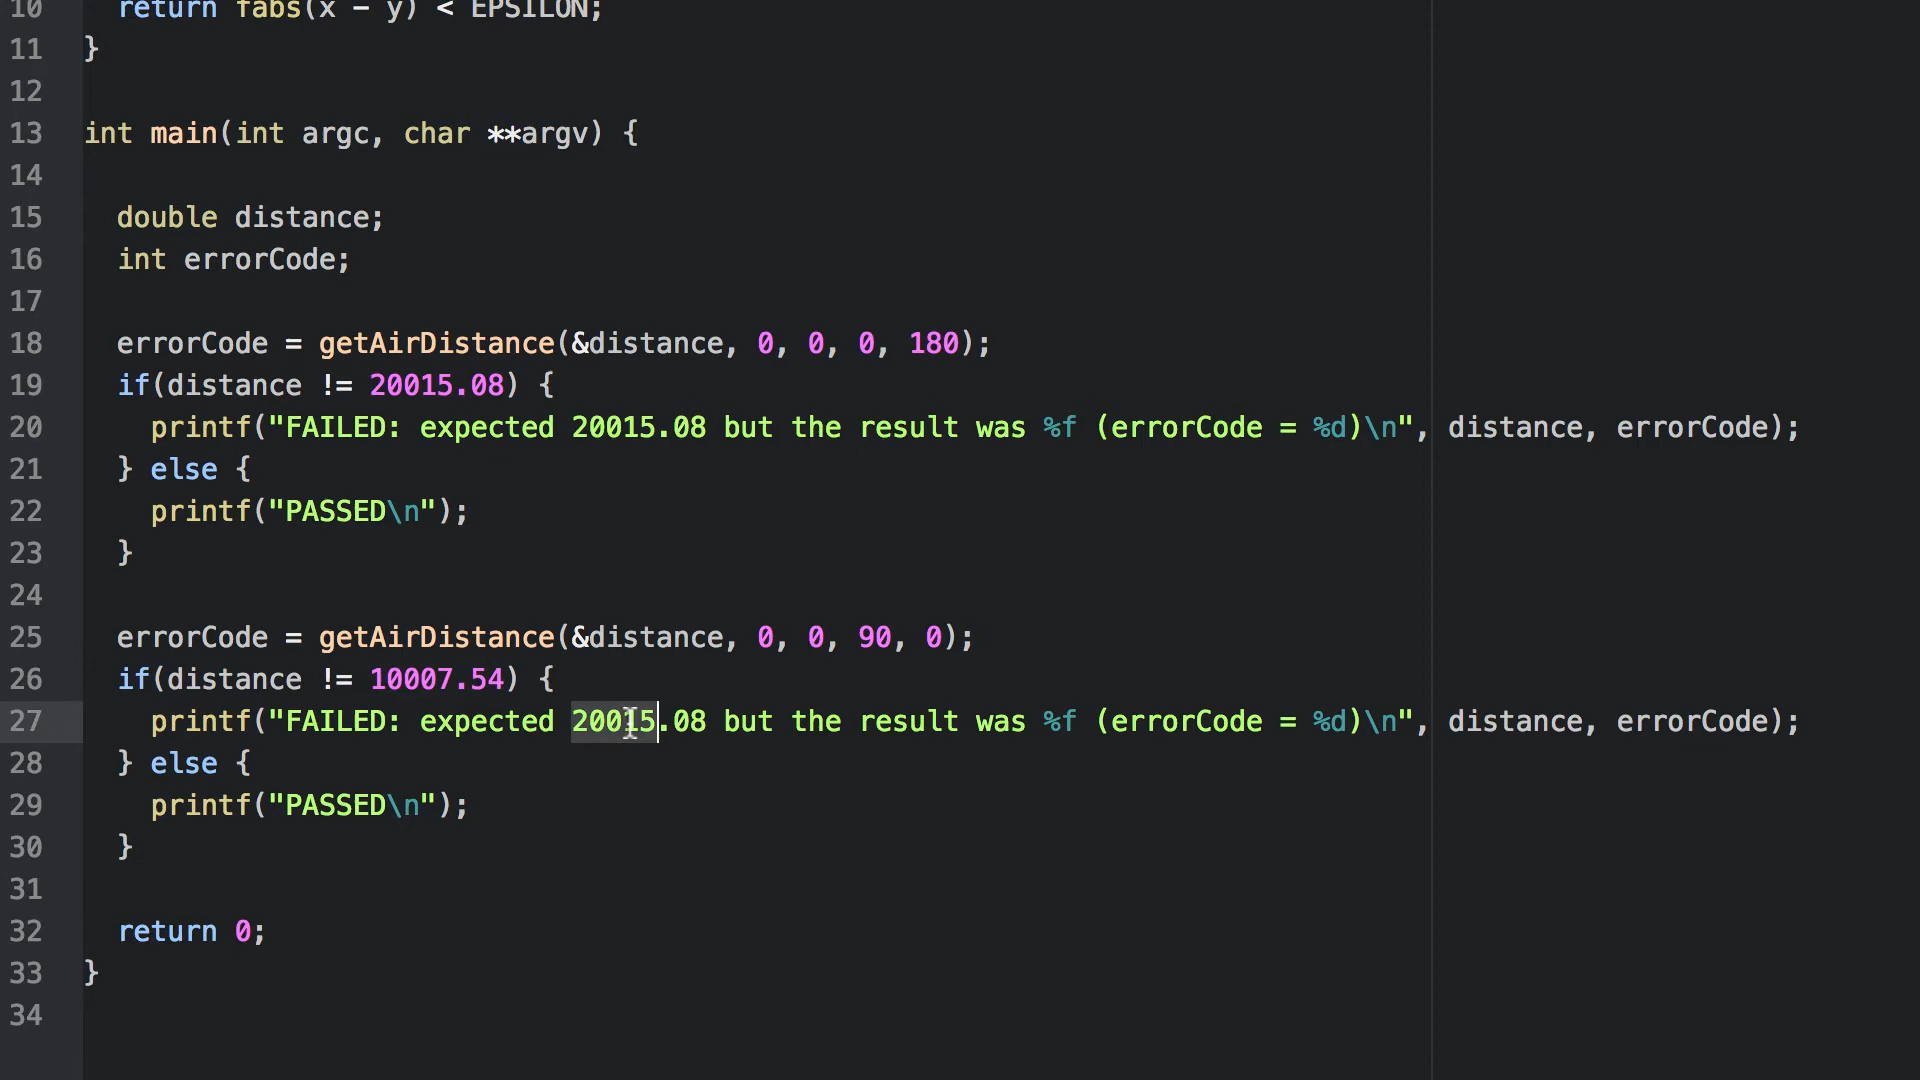 10 return fabs(x - y) < EPSILON;
11 }
12
13 int main(int argc, char **argv) {
14
15 double distance;
16 int errorCode;
17
18 errorCode = getAirDistance(&distance, 0, 0, 0, 180);
19 if(distance != 20015.08) {
20 printf("FAILED: expected 20015.08 but the result was %f (errorCode = %d)\n", distance, errorCode);
21 } else {
22 printf("PASSED\n");
23 }
24
25 errorCode = getAirDistance(&distance, 0, 0, 90, 0);
26 if(distance != 10007.54) {
27 printf("FAILED: expected 20015.08 but the result was %f (errorCode = %d)\n", distance, errorCode);
28 } else {
29 printf("PASSED\n");
30 }
31
32 return 0;
33 }
34